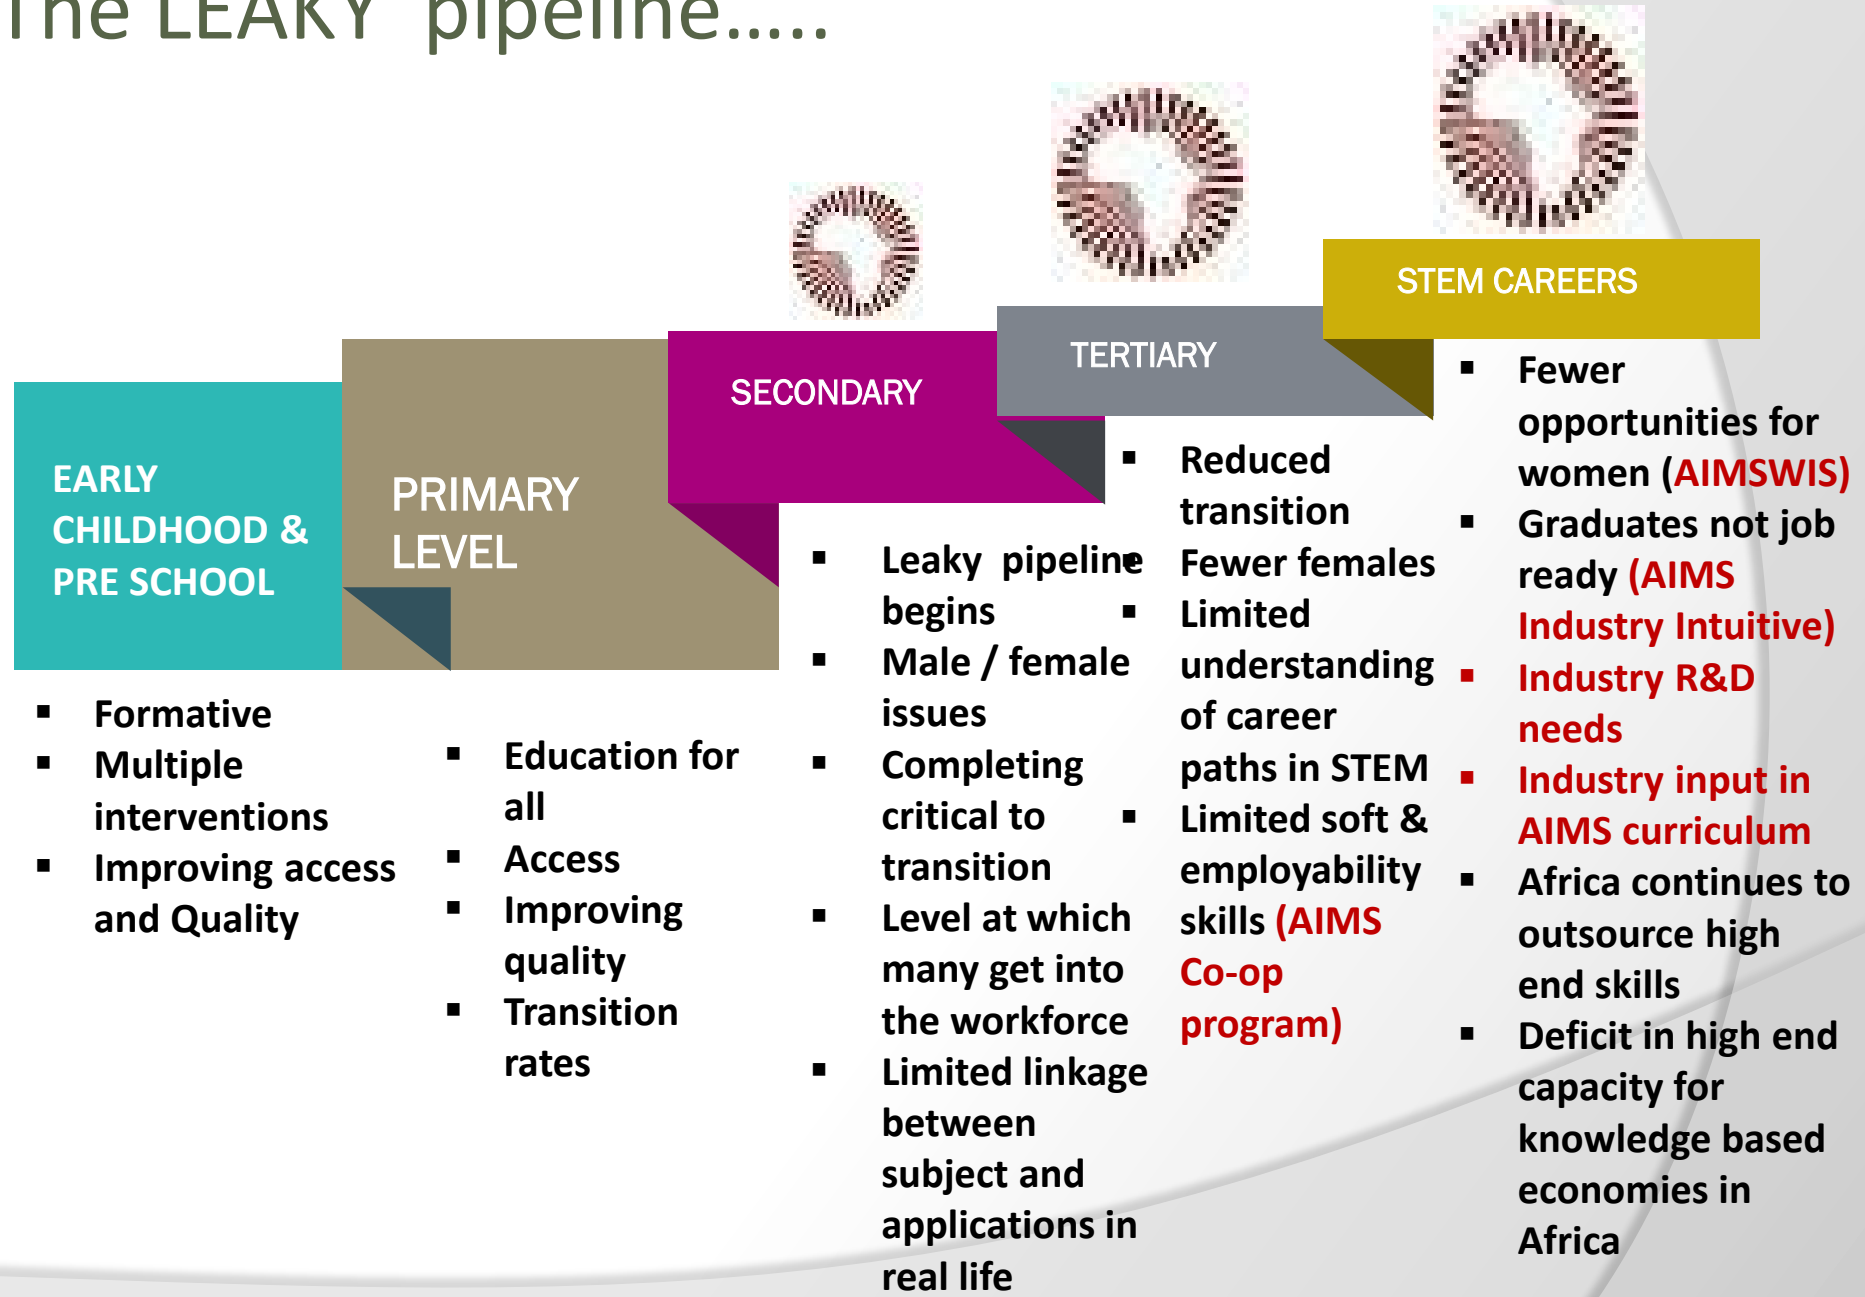 The LEAKY pipeline.....
EARLY
CHILDHOOD &
PRE SCHOOL
▪ Formative
▪ Multiple
interventions
▪ Improving access
and Quality
PRIMARY
LEVEL
▪ Education for
all
▪ Access
▪ Improving
quality
▪ Transition
rates
SECONDARY
▪ Leaky pipeline
begins
▪ Male / female
issues
▪ Completing
critical to
transition
▪ Level at which
many get into
the workforce
▪ Limited linkage
between
subject and
applications in
real life
TERTIARY
▪ Reduced
transition
▪ Fewer females
▪ Limited
understanding
of career
paths in STEM
▪ Limited soft &
employability
skills (AIMS
Co-op
program)
STEM CAREERS
▪ Fewer
opportunities for
women (AIMSWIS)
▪ Graduates not job
ready (AIMS
Industry Intuitive)
▪ Industry R&D
needs
▪ Industry input in
AIMS curriculum
▪ Africa continues to
outsource high
end skills
▪ Deficit in high end
capacity for
knowledge based
economies in
Africa